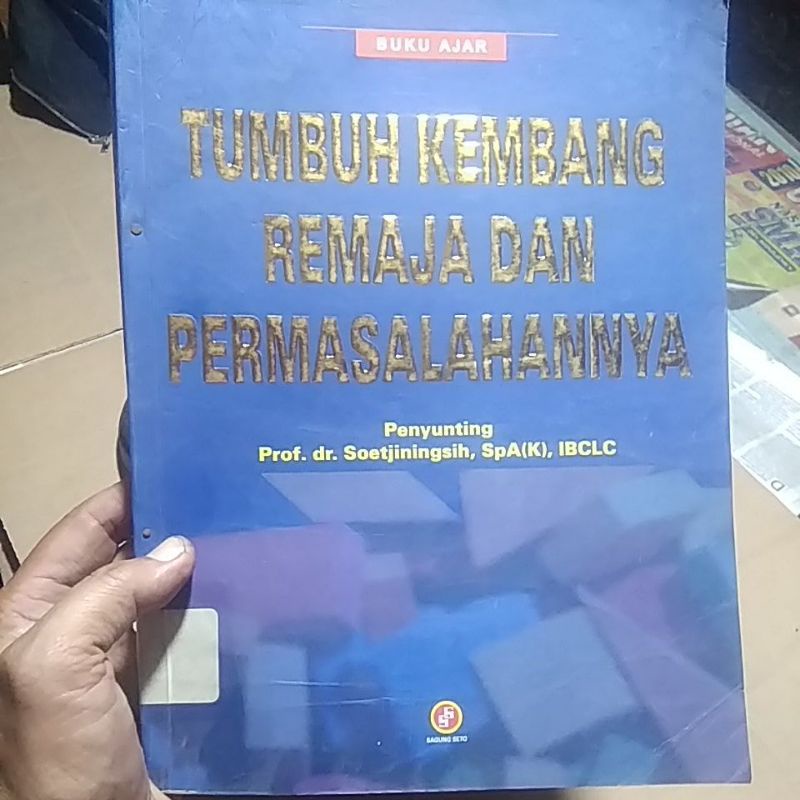 BUKU AJAR
TUMBUH KEMBANG
REMAJA DAN
PERMASALAHANNYA
Penyunting
Prof. dr. Soetjiningsih, SpA(K), IBCLC
SAGUNG SETO